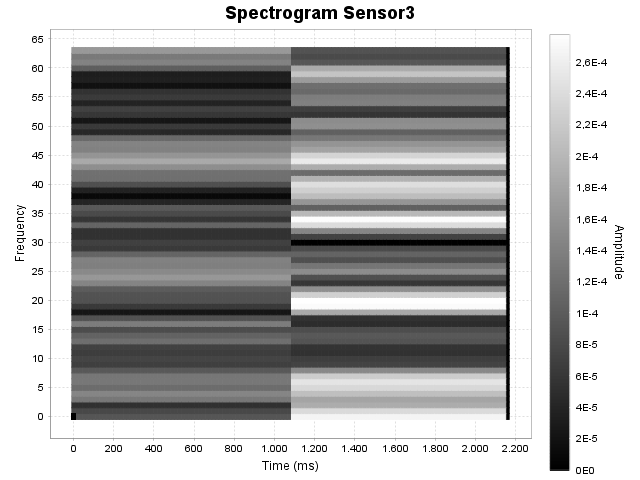 Spectrogram Sensor3
65
60
55
50
45
40
35
30
25
20
15
10
5
0
Frequency
0 200 400 600 800 1.000 1.200 1.400 1.600 1.800 2.000 2.200
Time (ms)
2,6E-4
2,4E-4
2,2E-4
2E-4
1,8E-4
1,6E-4
1,4E-4
1,2E-4
1E-4
8E-5
6E-5
4E-5
2E-5
0E0
Amplitude